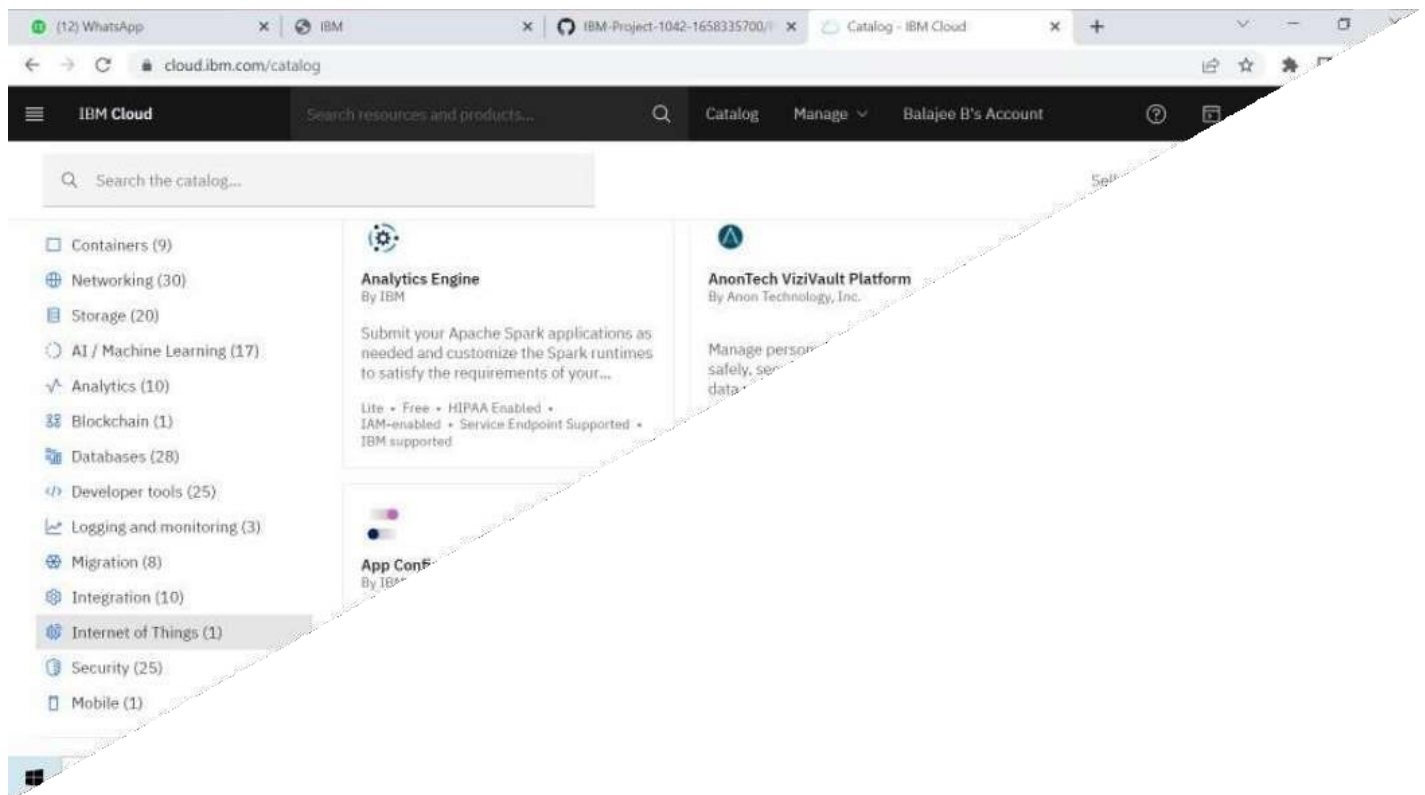 (12) WhatsApp
IBM
IBM-Project-1042-1658335700/
Catalog - IBM Cloud
cloud.ibm.com/catalog
IBM Cloud
Search resources and products...
Catalog
Manage
Balajee B's Account
Search the catalog...
Sell
Containers (9)
Networking (30)
Storage (20)
AI / Machine Learning (17)
Analytics (10)
Blockchain (1)
Databases (28)
Developer tools (25)
Logging and monitoring (3)
Migration (8)
Integration (10)
Internet of Things (1)
Security (25)
Mobile (1)
Analytics Engine
By IBM
Submit your Apache Spark applications as
needed and customize the Spark runtimes
to satisfy the requirements of your...
Lite • Free • HIPAA Enabled •
IAM-enabled • Service Endpoint Supported •
IBM supported
AnonTech ViziVault Platform
By Anon Technology, Inc.
Manage
safely,
data
App
By